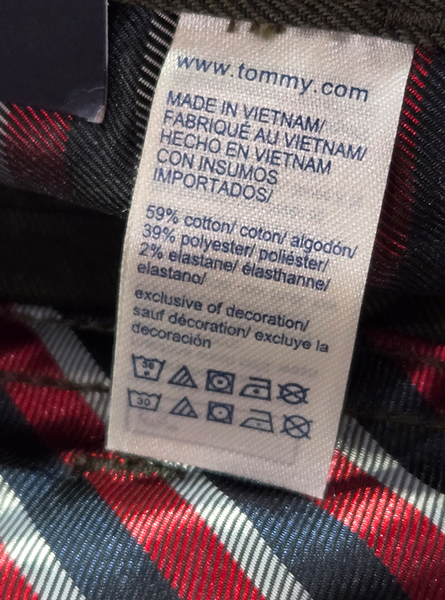 www.tommy.com
MADE IN VIETNAM/
FABRIQUÉ AU VIETNAM/
HECHO EN VIETNAM
CON INSUMOS
IMPORTADOS/
59% cotton/ coton/ algodón/
39% polyester/ poliéster/
2% elastane/ élasthanne/
elastano/
exclusive of decoration/
sauf décoration/ excluye la
decoración
30
30